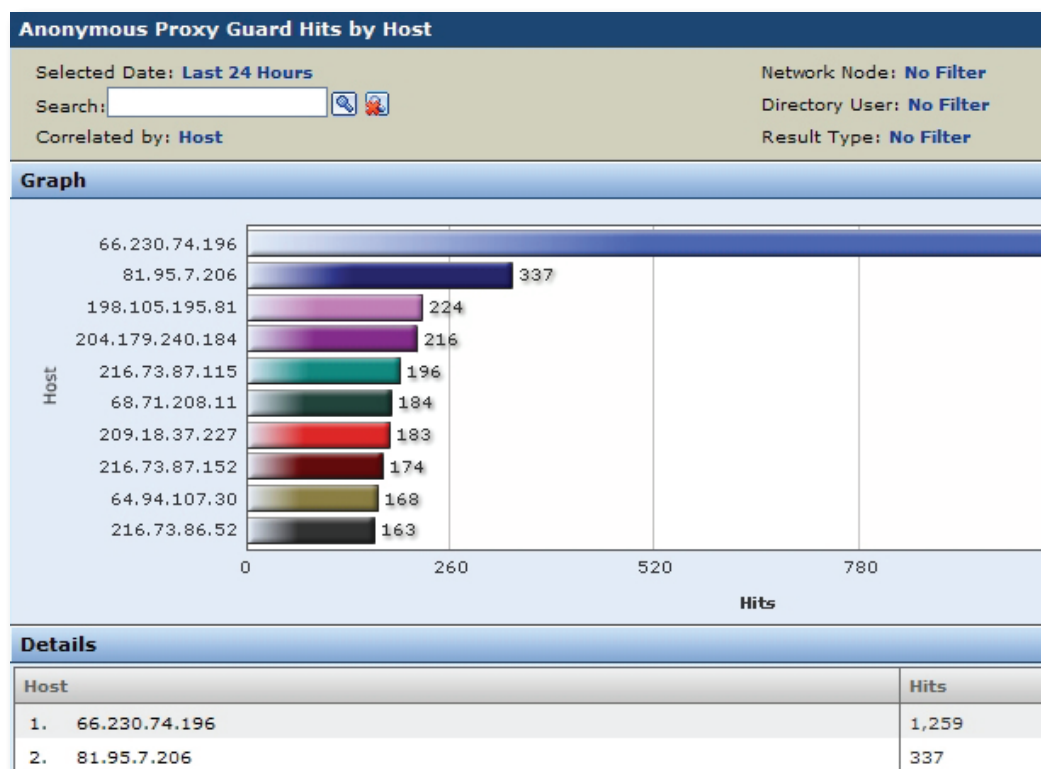 Anonymous Proxy Guard Hits by Host
Selected Date: Last 24 Hours
Network Node: No Filter
Search:
Directory User: No Filter
Correlated by: Host
Result Type: No Filter
Graph
Host
66.230.74.196
81.95.7.206 337
198.105.195.81 224
204.179.240.184 216
216.73.87.115 196
68.71.208.11 184
209.18.37.227 183
216.73.87.152 174
64.94.107.30 168
216.73.86.52 163
0 260 520 780
Hits
Details
Host Hits
1. 66.230.74.196 1,259
2. 81.95.7.206 337